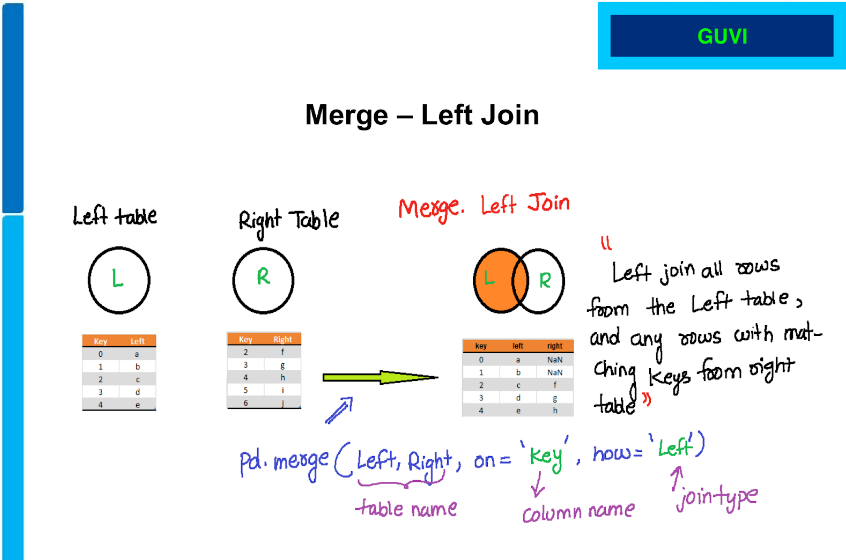 GUVI
Merge – Left Join
Left table
Right Table
Merge. Left Join
L
R
L R
"
Left join all rows
from the Left table,
and any rows with mat-
ching keys from right
table"
Key Left
0 a
1 b
2 c
3 d
4 e
Key Right
2 f
3 g
4 h
5 i
6 j
key left right
0 a NaN
1 b NaN
2 c f
3 d g
4 e h
Pd.merge(Left, Right, on='key', how='Left')
table name
column name
join type